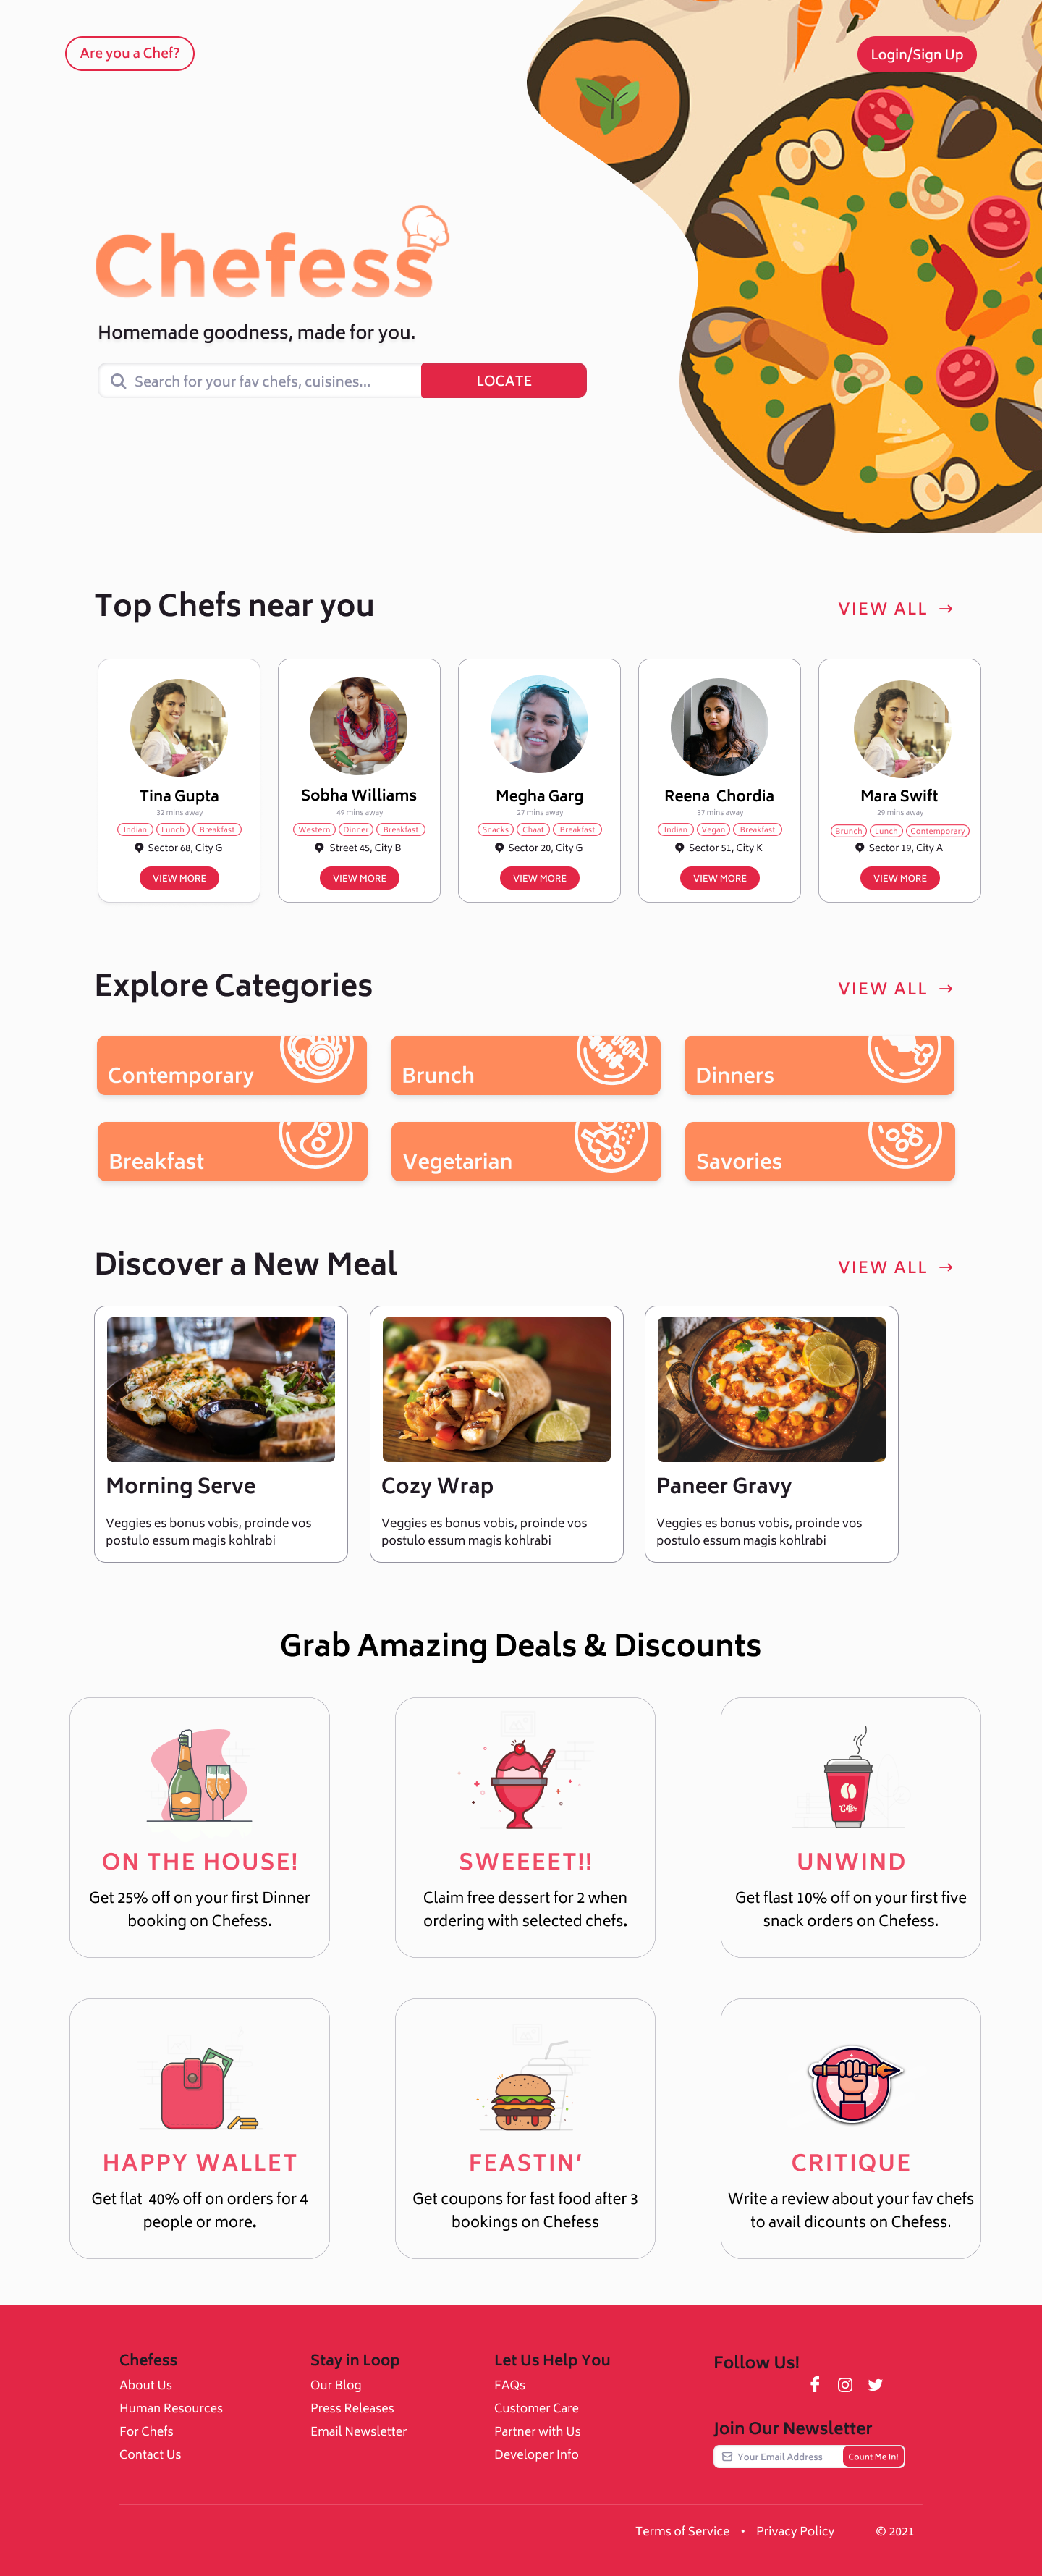 Are you a Chef?
Login/Sign Up
Chefess
Homemade goodness, made for you.
Search for your fav chefs, cuisines...
LOCATE
Top Chefs near you
VIEW ALL →
Tina Gupta
32 mins away
Indian Lunch Breakfast
Sector 68, City G
VIEW MORE
Sobha Williams
49 mins away
Western Dinner Breakfast
Street 45, City B
VIEW MORE
Megha Garg
27 mins away
Snacks Chaat Breakfast
Sector 20, City G
VIEW MORE
Reena Chordia
37 mins away
Indian Vegan Breakfast
Sector 51, City K
VIEW MORE
Mara Swift
29 mins away
Brunch Lunch Contemporary
Sector 19, City A
VIEW MORE
Explore Categories
VIEW ALL →
Contemporary
Brunch
Dinners
Breakfast
Vegetarian
Savories
Discover a New Meal
VIEW ALL →
Morning Serve
Veggies es bonus vobis, proinde vos
postulo essum magis kohlrabi
Cozy Wrap
Veggies es bonus vobis, proinde vos
postulo essum magis kohlrabi
Paneer Gravy
Veggies es bonus vobis, proinde vos
postulo essum magis kohlrabi
Grab Amazing Deals & Discounts
ON THE HOUSE!
Get 25% off on your first Dinner
booking on Chefess.
SWEEEET!!
Claim free dessert for 2 when
ordering with selected chefs.
Coffee
UNWIND
Get flast 10% off on your first five
snack orders on Chefess.
HAPPY WALLET
Get flat 40% off on orders for 4
people or more.
FEASTIN’
Get coupons for fast food after 3
bookings on Chefess
CRITIQUE
Write a review about your fav chefs
to avail dicounts on Chefess.
Chefess
About Us
Human Resources
For Chefs
Contact Us
Stay in Loop
Our Blog
Press Releases
Email Newsletter
Let Us Help You
FAQs
Customer Care
Partner with Us
Developer Info
Follow Us!
Join Our Newsletter
Your Email Address
Count Me In!
Terms of Service • Privacy Policy
© 2021